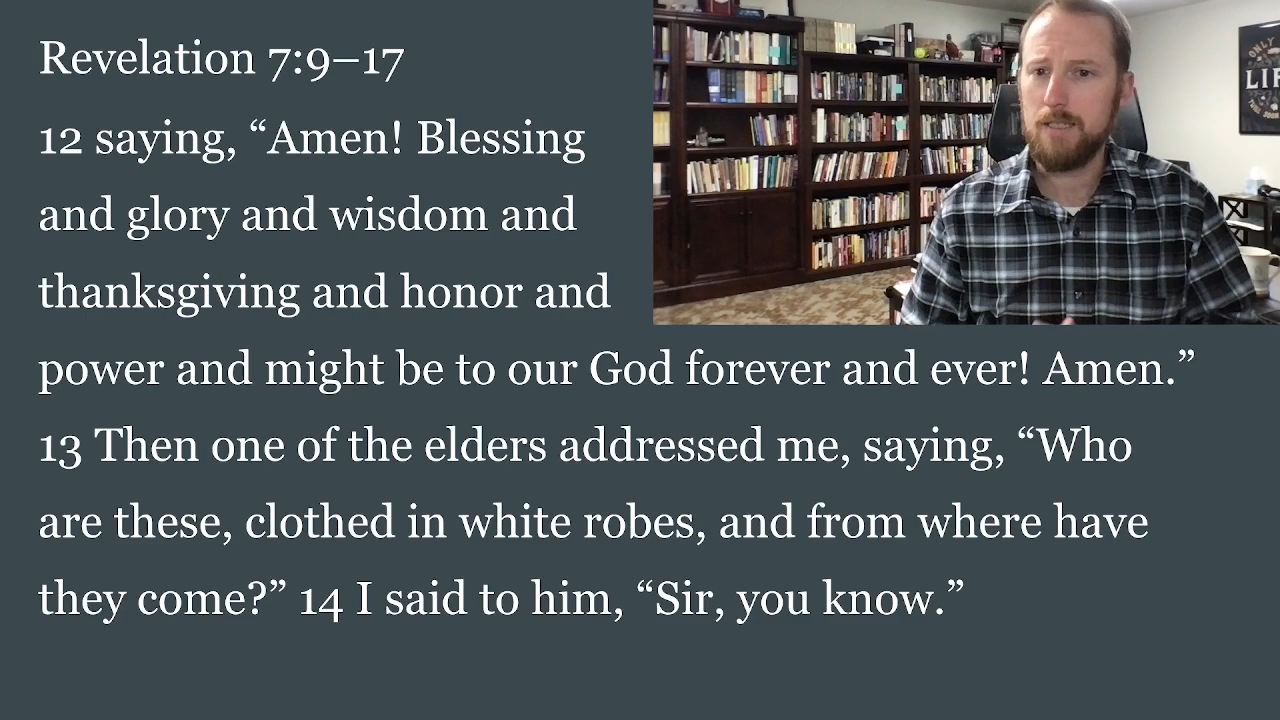 Revelation 7:9–17
12 saying, “Amen! Blessing
and glory and wisdom and
thanksgiving and honor and
power and might be to our God forever and ever! Amen.”
13 Then one of the elders addressed me, saying, “Who
are these, clothed in white robes, and from where have
they come?” 14 I said to him, “Sir, you know.”
ONLY